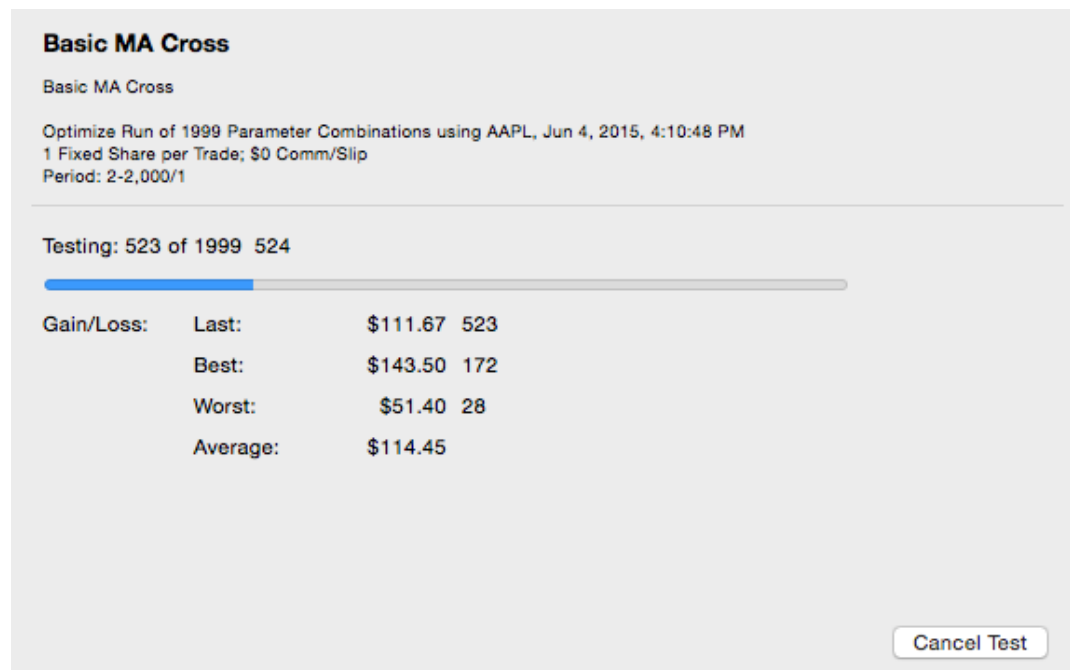 Basic MA Cross
Basic MA Cross
Optimize Run of 1999 Parameter Combinations using AAPL, Jun 4, 2015, 4:10:48 PM
1 Fixed Share per Trade; $0 Comm/Slip
Period: 2-2,000/1
Testing: 523 of 1999 524
Gain/Loss: Last: $111.67 523
Best: $143.50 172
Worst: $51.40 28
Average: $114.45
Cancel Test